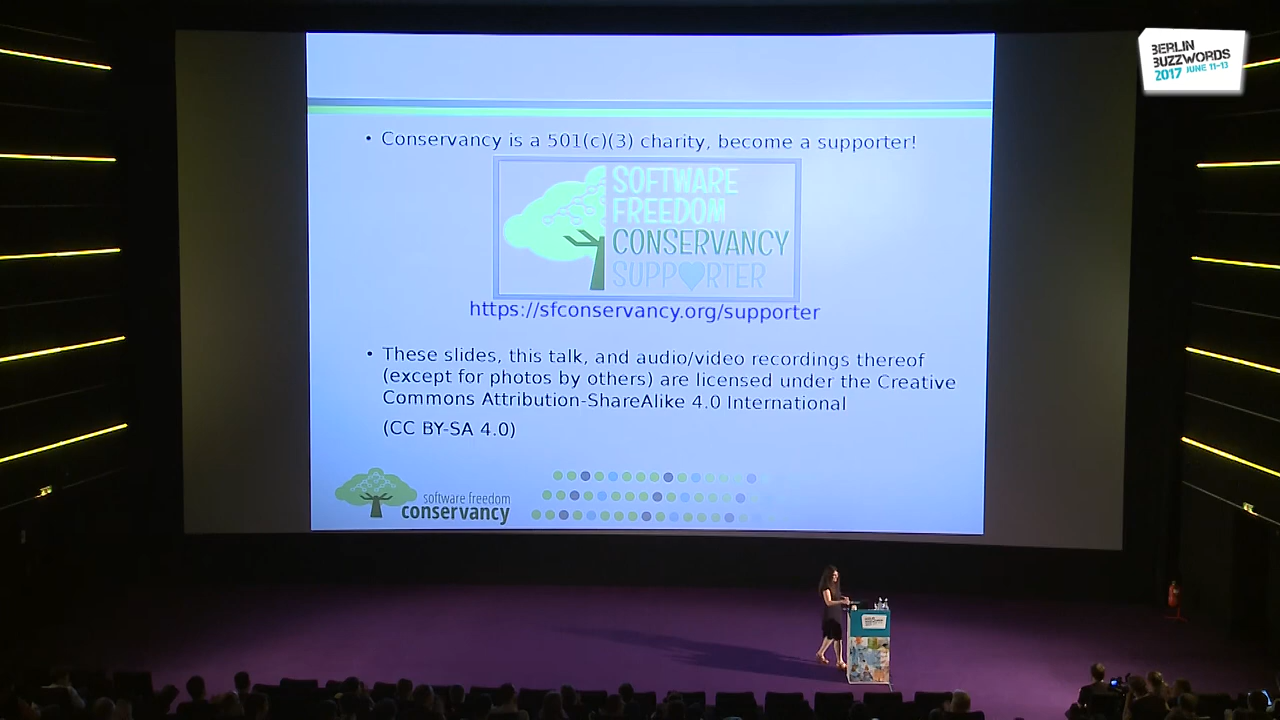 BERLIN
BUZZWORDS
2017 JUNE 11-13
• Conservancy is a 501(c)(3) charity, become a supporter!
SOFTWARE
FREEDOM
CONSERVANCY
SUPP♥RTER
https://sfconservancy.org/supporter
• These slides, this talk, and audio/video recordings thereof
(except for photos by others) are licensed under the Creative
Commons Attribution-ShareAlike 4.0 International
(CC BY-SA 4.0)
software freedom
conservancy